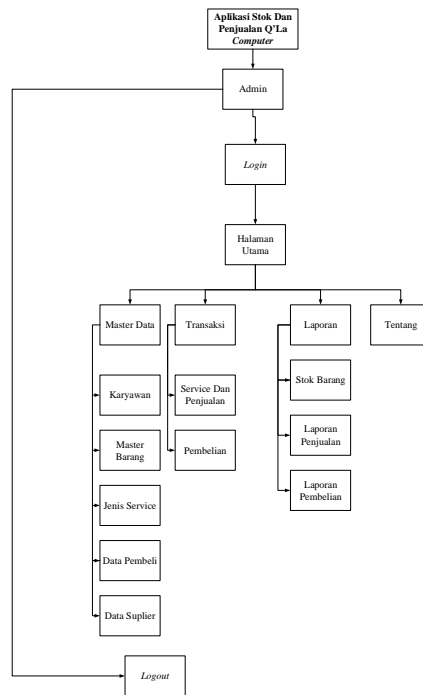 Aplikasi Stok Dan
Penjualan Q’La
Computer
Admin
Login
Halaman
Utama
Master Data
Transaksi
Laporan
Tentang
Karyawan
Service Dan
Penjualan
Stok Barang
Master
Barang
Pembelian
Laporan
Penjualan
Jenis Service
Laporan
Pembelian
Data Pembeli
Data Suplier
Logout